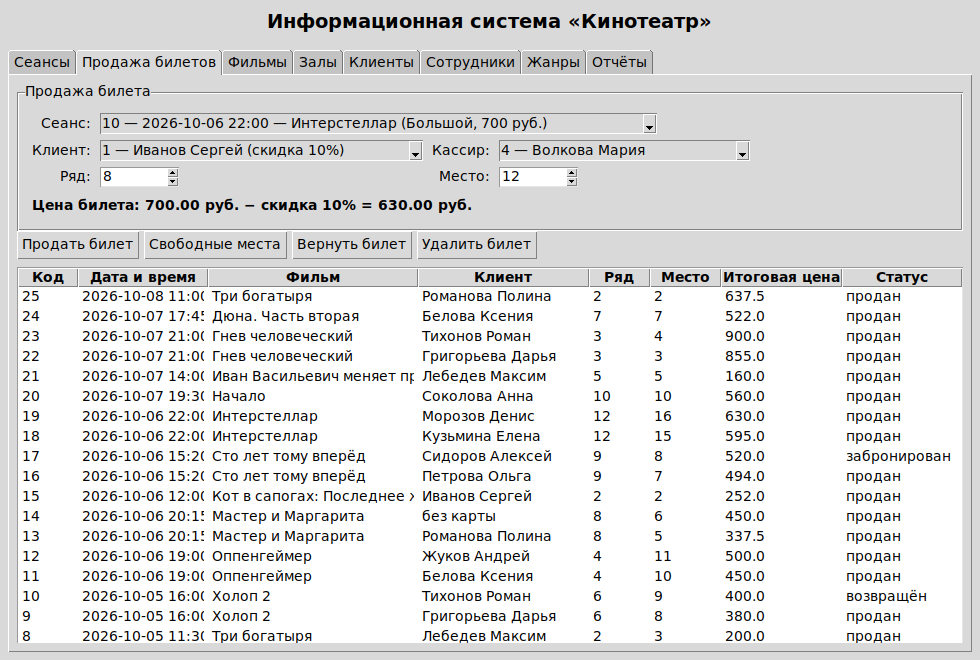 Информационная система «Кинотеатр»
Сеансы Продажа билетов Фильмы Залы Клиенты Сотрудники Жанры Отчёты
Продажа билета
Сеанс: 10 — 2026-10-06 22:00 — Интерстеллар (Большой, 700 руб.)
Клиент: 1 — Иванов Сергей (скидка 10%) Кассир: 4 — Волкова Мария
Ряд: 8 Место: 12
Цена билета: 700.00 руб. − скидка 10% = 630.00 руб.
Продать билет Свободные места Вернуть билет Удалить билет
Код Дата и время Фильм Клиент Ряд Место Итоговая цена Статус
25 2026-10-08 11:00 Три богатыря Романова Полина 2 2 637.5 продан
24 2026-10-07 17:45 Дюна. Часть вторая Белова Ксения 7 7 522.0 продан
23 2026-10-07 21:00 Гнев человеческий Тихонов Роман 3 4 900.0 продан
22 2026-10-07 21:00 Гнев человеческий Григорьева Дарья 3 3 855.0 продан
21 2026-10-07 14:00 Иван Васильевич меняет пр Лебедев Максим 5 5 160.0 продан
20 2026-10-07 19:30 Начало Соколова Анна 10 10 560.0 продан
19 2026-10-06 22:00 Интерстеллар Морозов Денис 12 16 630.0 продан
18 2026-10-06 22:00 Интерстеллар Кузьмина Елена 12 15 595.0 продан
17 2026-10-06 15:20 Сто лет тому вперёд Сидоров Алексей 9 8 520.0 забронирован
16 2026-10-06 15:20 Сто лет тому вперёд Петрова Ольга 9 7 494.0 продан
15 2026-10-06 12:00 Кот в сапогах: Последнее ж Иванов Сергей 2 2 252.0 продан
14 2026-10-06 20:15 Мастер и Маргарита без карты 8 6 450.0 продан
13 2026-10-06 20:15 Мастер и Маргарита Романова Полина 8 5 337.5 продан
12 2026-10-06 19:00 Оппенгеймер Жуков Андрей 4 11 500.0 продан
11 2026-10-06 19:00 Оппенгеймер Белова Ксения 4 10 450.0 продан
10 2026-10-05 16:00 Холоп 2 Тихонов Роман 6 9 400.0 возвращён
9 2026-10-05 16:00 Холоп 2 Григорьева Дарья 6 8 380.0 продан
8 2026-10-05 11:30 Три богатыря Лебедев Максим 2 3 200.0 продан